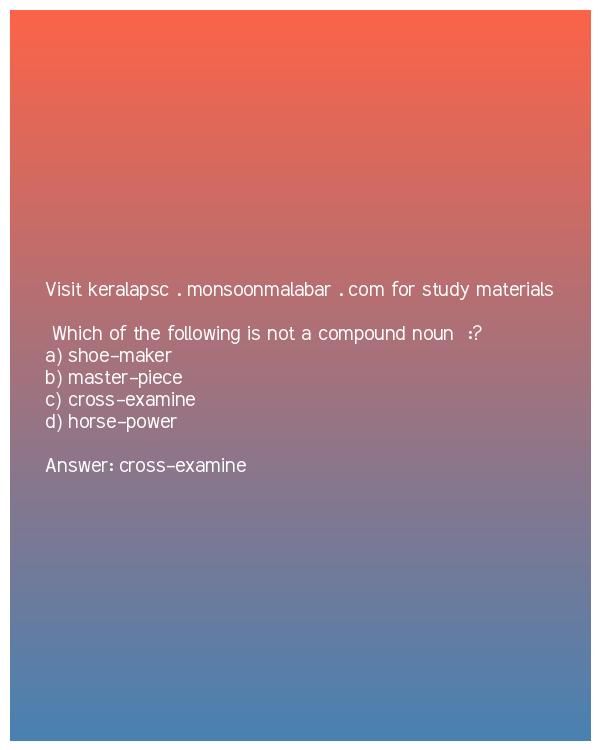 Visit keralapsc . monsoonmalabar . com for study materials
Which of the following is not a compound noun :?
a) shoe-maker
b) master-piece
c) cross-examine
d) horse-power
Answer: cross-examine